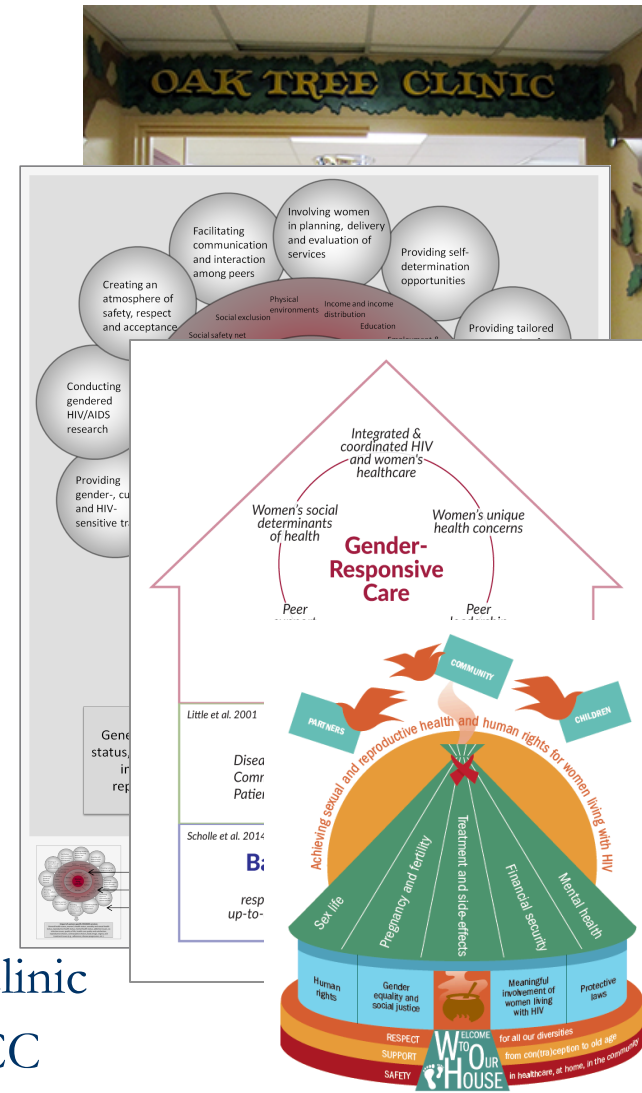 OAK TREE CLINIC
Involving women
in planning, delivery
and evaluation of
services
Facilitating
communication
and interaction
among peers
Providing self-
determination
opportunities
Creating an
atmosphere of
safety, respect
and acceptance
Providing tailored
Conducting
gendered
HIV/AIDS
research
Providing
gender-, cu
and HIV-
sensitive tr
Physical
environments
Income and income
distribution
Social exclusion
Education
Social safety net
Integrated &
coordinated HIV
and women's
healthcare
Women's social
determinants
of health
Women's unique
health concerns
Gender-
Responsive
Care
Peer
Peer
Little et al. 2001
Disea
Comm
Patie
Scholle et al. 2014
Ba
resp
up-to-
Gene
status,
in
rep
linic
CC
COMMUNITY
PARTNERS
CHILDREN
Achieving sexual and reproductive health and human rights for women living with HIV
Sex life
Pregnancy and fertility
Treatment and side-effects
Financial security
Mental health
Human
rights
Gender
equality and
social justice
Meaningful
involvement of
women living
with HIV
Protective
laws
RESPECT for all our diversities
SUPPORT from con(tra)ception to old age
SAFETY in healthcare, at home, in the community
WELCOME
TO OUR
HOUSE